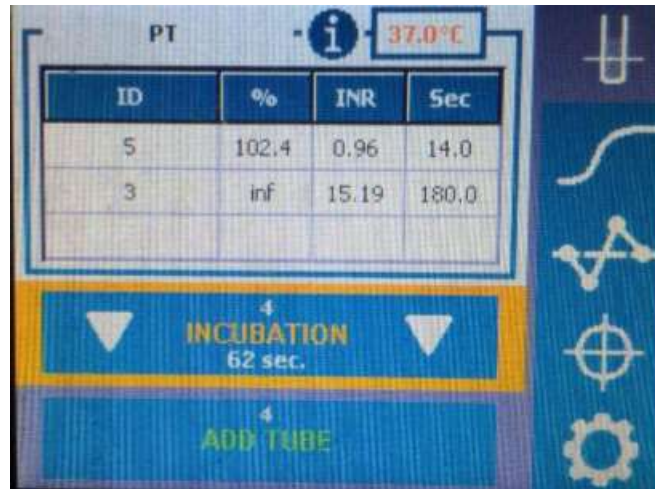 PT i 37.0°C
ID % INR Sec
5 102.4 0.96 14.0
3 inf 15.19 180.0
4
INCUBATION
62 sec.
4
ADD TUBE